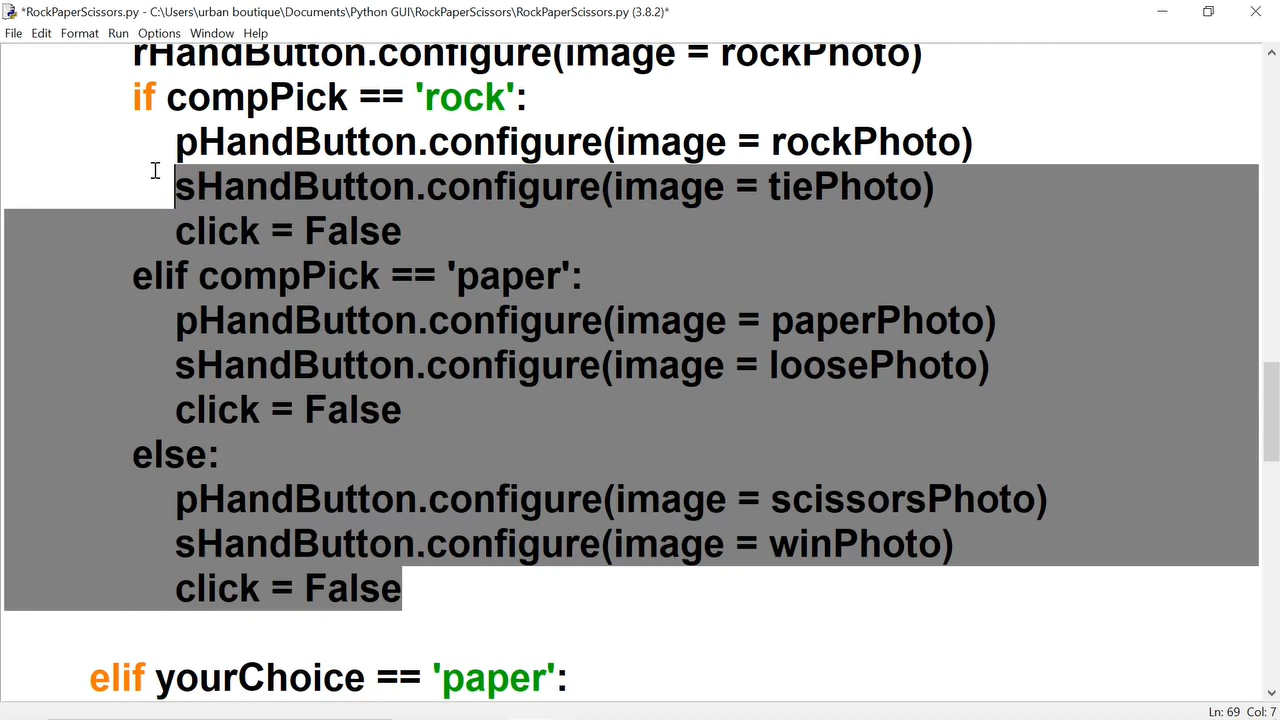 *RockPaperScissors.py - C:\Users\urban boutique\Documents\Python GUI\RockPaperScissors\RockPaperScissors.py (3.8.2)*
File Edit Format Run Options Window Help
rHandButton.configure(image = rockPhoto)
if compPick == 'rock':
pHandButton.configure(image = rockPhoto)
sHandButton.configure(image = tiePhoto)
click = False
elif compPick == 'paper':
pHandButton.configure(image = paperPhoto)
sHandButton.configure(image = loosePhoto)
click = False
else:
pHandButton.configure(image = scissorsPhoto)
sHandButton.configure(image = winPhoto)
click = False
elif yourChoice == 'paper':
Ln: 69 Col: 7